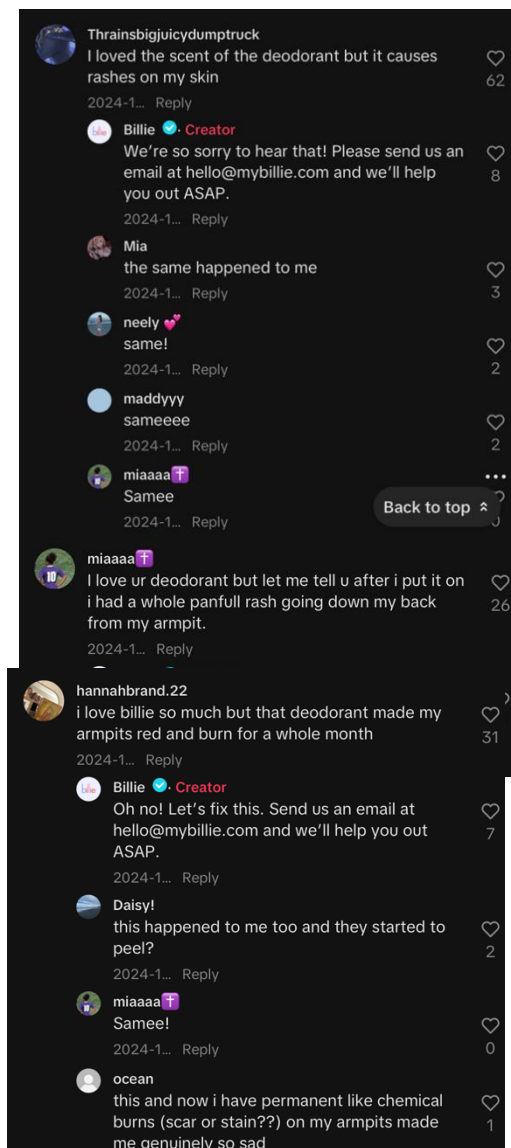 Thrainsbigjuicydumptruck
I loved the scent of the deodorant but it causes
rashes on my skin
62
2024-1... Reply
billie
Billie · Creator
We're so sorry to hear that! Please send us an
email at hello@mybillie.com and we'll help
you out ASAP.
8
2024-1... Reply
Mia
the same happened to me
2024-1... Reply
3
neely 💕
same!
2024-1... Reply
2
maddyyy
sameeee
2024-1... Reply
2
miaaaa✝️
Samee
Back to top
2024-1... Reply
0
miaaaa✝️
10
I love ur deodorant but let me tell u after i put it on
i had a whole panfull rash going down my back
from my armpit.
26
2024-1... Reply
hannahbrand.22
i love billie so much but that deodorant made my
armpits red and burn for a whole month
31
2024-1... Reply
billie
Billie · Creator
Oh no! Let's fix this. Send us an email at
hello@mybillie.com and we'll help you out
ASAP.
7
2024-1... Reply
Daisy!
this happened to me too and they started to
peel?
2
2024-1... Reply
miaaaa✝️
Samee!
2024-1... Reply
0
ocean
this and now i have permanent like chemical
burns (scar or stain??) on my armpits made
1
me genuinely so sad